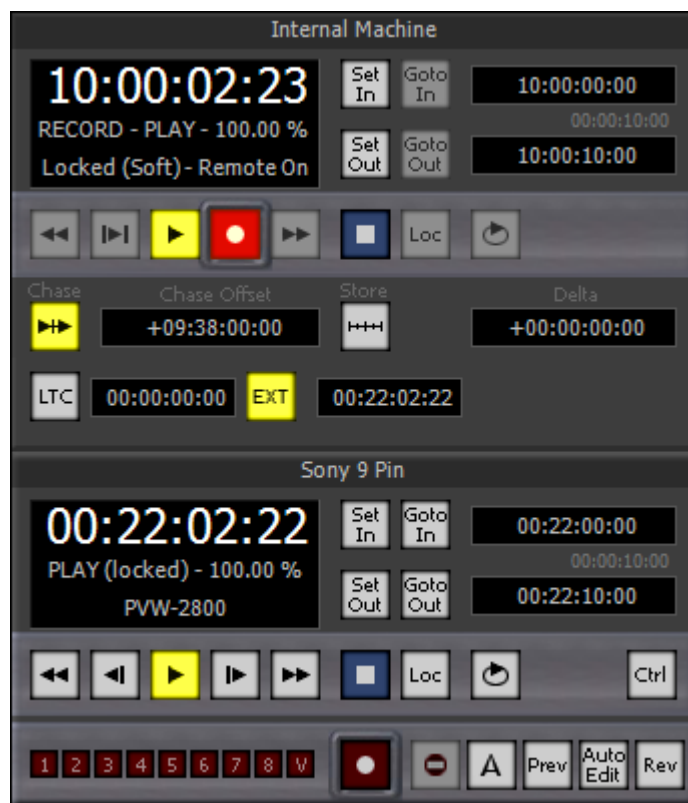 Internal Machine
10:00:02:23
RECORD - PLAY - 100.00 %
Locked (Soft) - Remote On
Set In
Goto In
10:00:00:00
00:00:10:00
Set Out
Goto Out
10:00:10:00
Loc
Chase
Chase Offset
Store
Delta
+09:38:00:00
+00:00:00:00
LTC
00:00:00:00
EXT
00:22:02:22
Sony 9 Pin
00:22:02:22
PLAY (locked) - 100.00 %
PVW-2800
Set In
Goto In
00:22:00:00
00:00:10:00
Set Out
Goto Out
00:22:10:00
Loc
Ctrl
1 2 3 4 5 6 7 8 V
A
Prev
Auto Edit
Rev